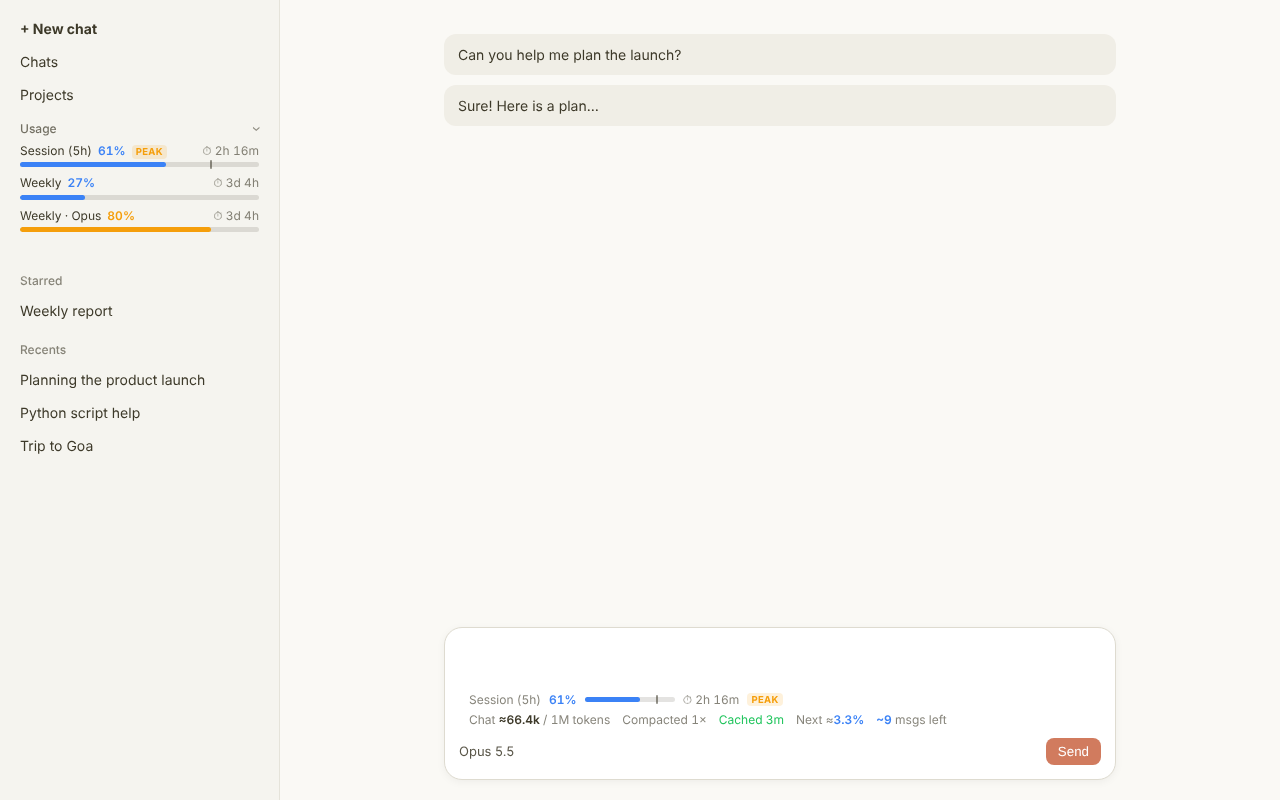 + New chat
Chats
Projects
Usage
Session (5h) 61% PEAK ⏱ 2h 16m
Weekly 27% ⏱ 3d 4h
Weekly · Opus 80% ⏱ 3d 4h
Starred
Weekly report
Recents
Planning the product launch
Python script help
Trip to Goa
Can you help me plan the launch?
Sure! Here is a plan...
Session (5h) 61% ⏱ 2h 16m PEAK
Chat ≈66.4k / 1M tokens Compacted 1× Cached 3m Next ≈3.3% ~9 msgs left
Opus 5.5
Send